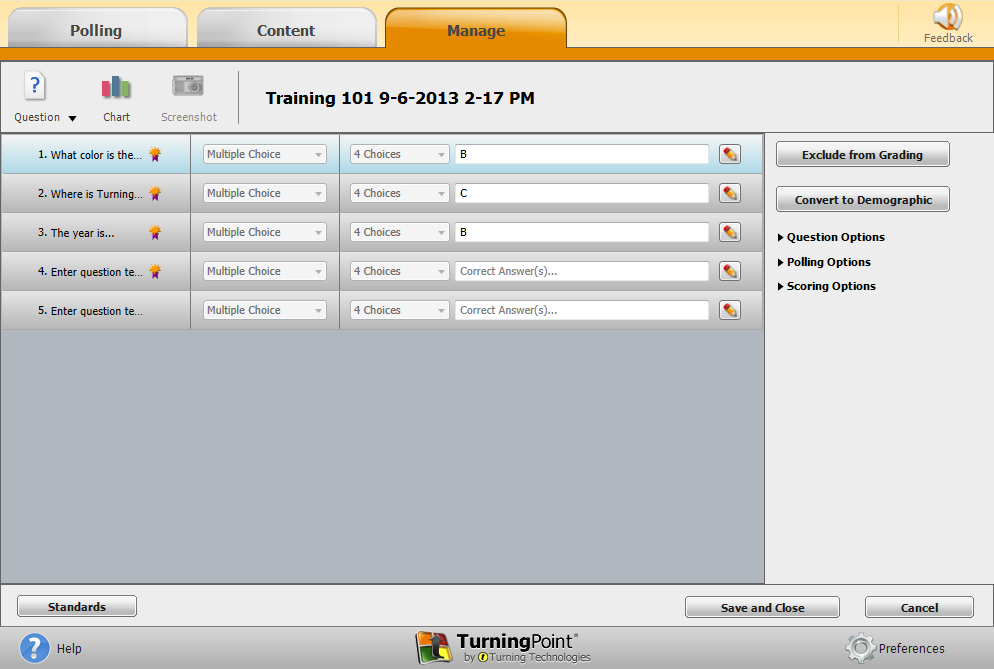 Polling
Content
Manage
Feedback
Question
Chart
Screenshot
Training 101 9-6-2013 2-17 PM
1. What color is the... Multiple Choice 4 Choices B
2. Where is Turning... Multiple Choice 4 Choices C
3. The year is... Multiple Choice 4 Choices B
4. Enter question te... Multiple Choice 4 Choices Correct Answer(s)...
5. Enter question te... Multiple Choice 4 Choices Correct Answer(s)...
Exclude from Grading
Convert to Demographic
Question Options
Polling Options
Scoring Options
Standards
Save and Close
Cancel
Help
TurningPoint®
by Turning Technologies
Preferences